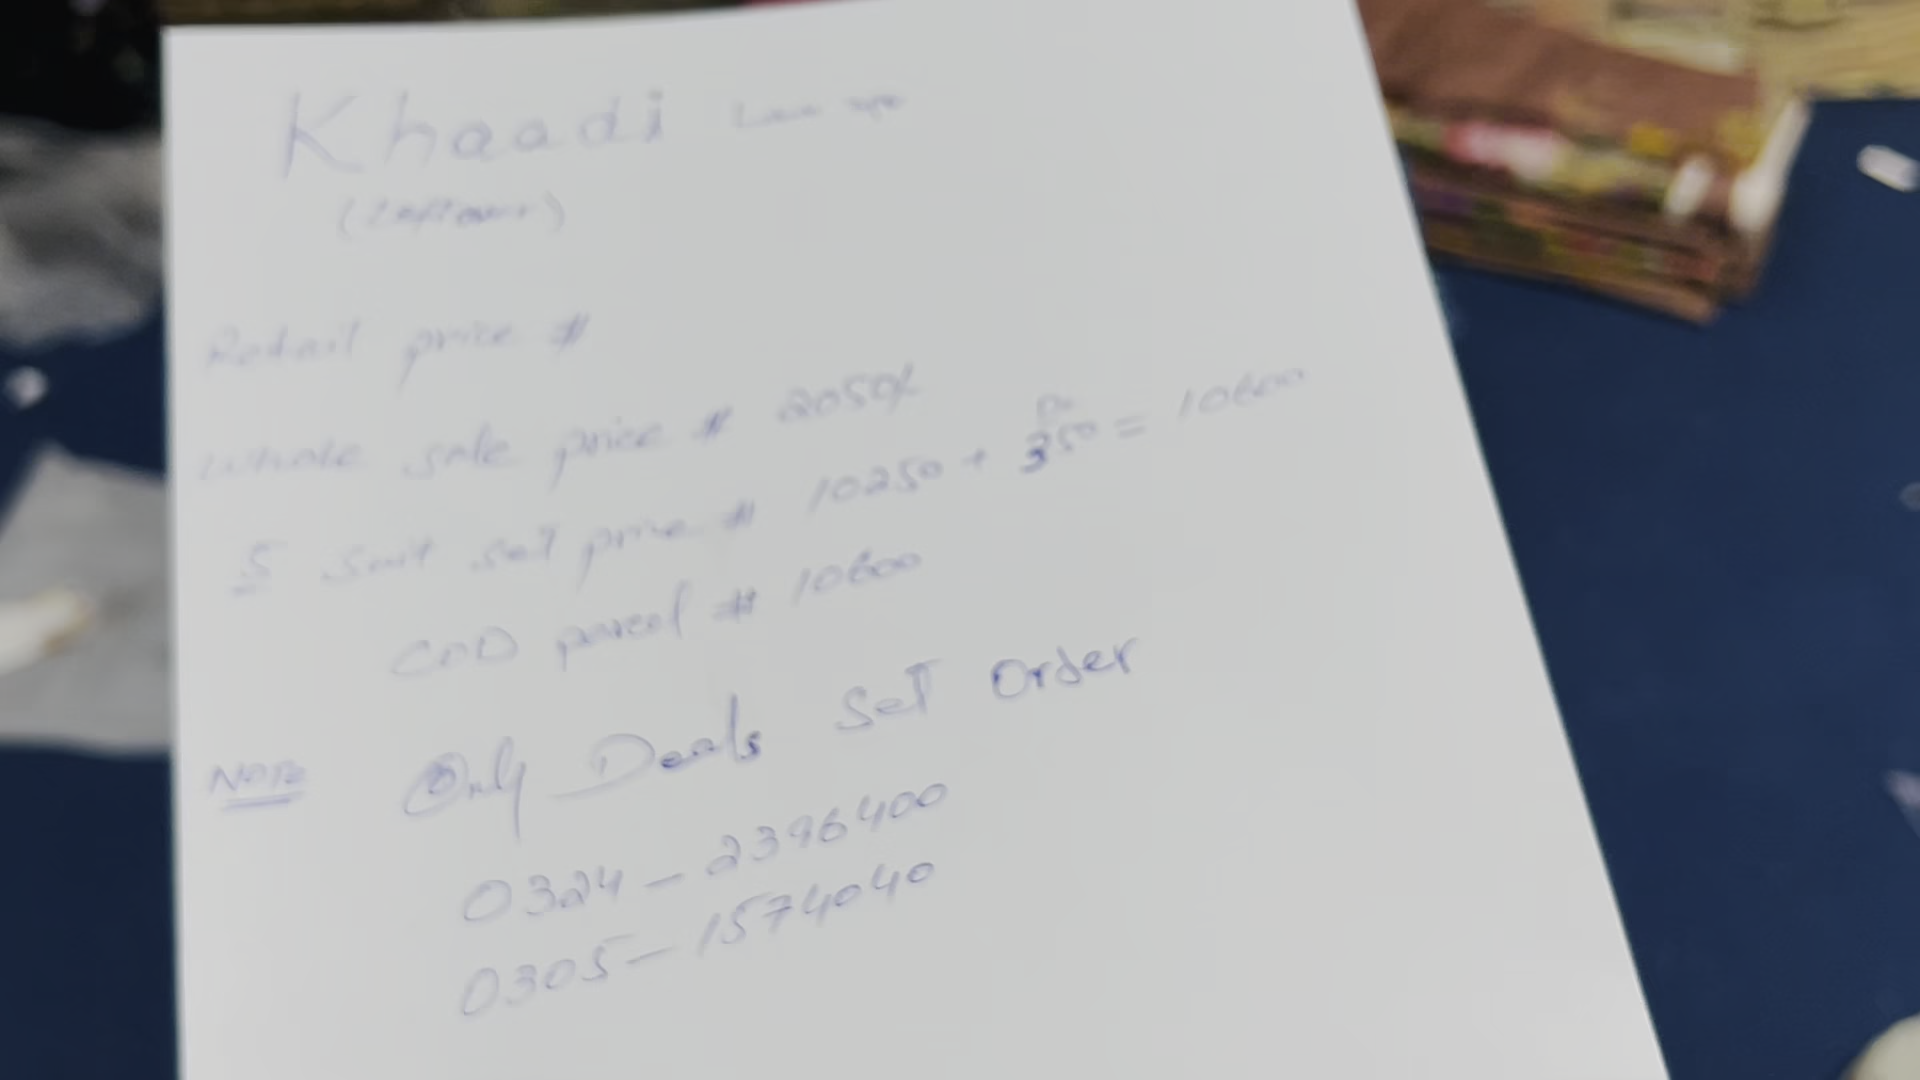 Khaadi
(Leftover)
Retail price #
Whole sale price # 2050/
5 Suit set price # 10250 + 350 = 10600
COD parcel # 10600
NOTE Only Deals Set Order
0324-2396400
0305-1574040